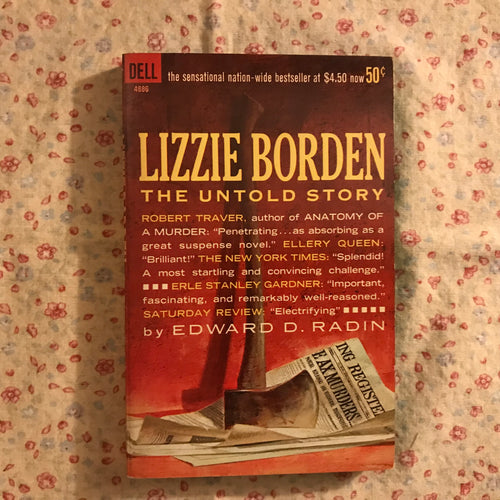 DELL
4886
the sensational nation-wide bestseller at $4.50 now 50¢
LIZZIE BORDEN
THE UNTOLD STORY
ROBERT TRAVER, author of ANATOMY OF
A MURDER: "Penetrating...as absorbing as a
great suspense novel." ELLERY QUEEN:
"Brilliant!" THE NEW YORK TIMES: "Splendid!
A most startling and convincing challenge."
ERLE STANLEY GARDNER: "Important,
fascinating, and remarkably well-reasoned."
SATURDAY REVIEW: "Electrifying"
by EDWARD D. RADIN
ING REGISTE
E AX MURDERS